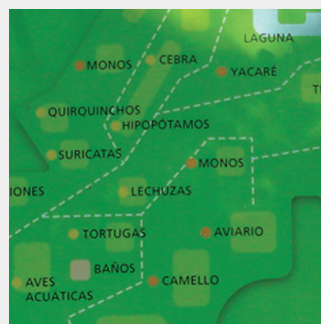 LAGUNA
CEBRA
MONOS
YACARÉ
QUIRQUINCHOS
HIPOPÓTAMOS
SURICATAS
MONOS
IONES
LECHUZAS
TORTUGAS
AVIARIO
BAÑOS
AVES
ACUÁTICAS
CAMELLO